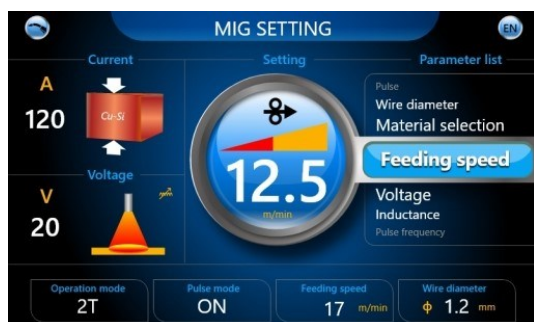 MIG SETTING
EN
Current
A
120
Cu-Si
Voltage
V
20
Setting
12.5
m/min
Parameter list
Pulse
Wire diameter
Material selection
Feeding speed
Voltage
Inductance
Pulse frequency
Operation mode
2T
Pulse mode
ON
Feeding speed
17 m/min
Wire diameter
ϕ 1.2 mm